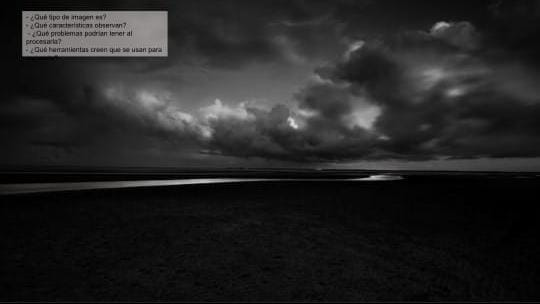 - ¿Qué tipo de imagen es?
- ¿Qué características observan?
- ¿Qué problemas podrían tener al
procesarla?
- ¿Qué herramientas creen que se usan para